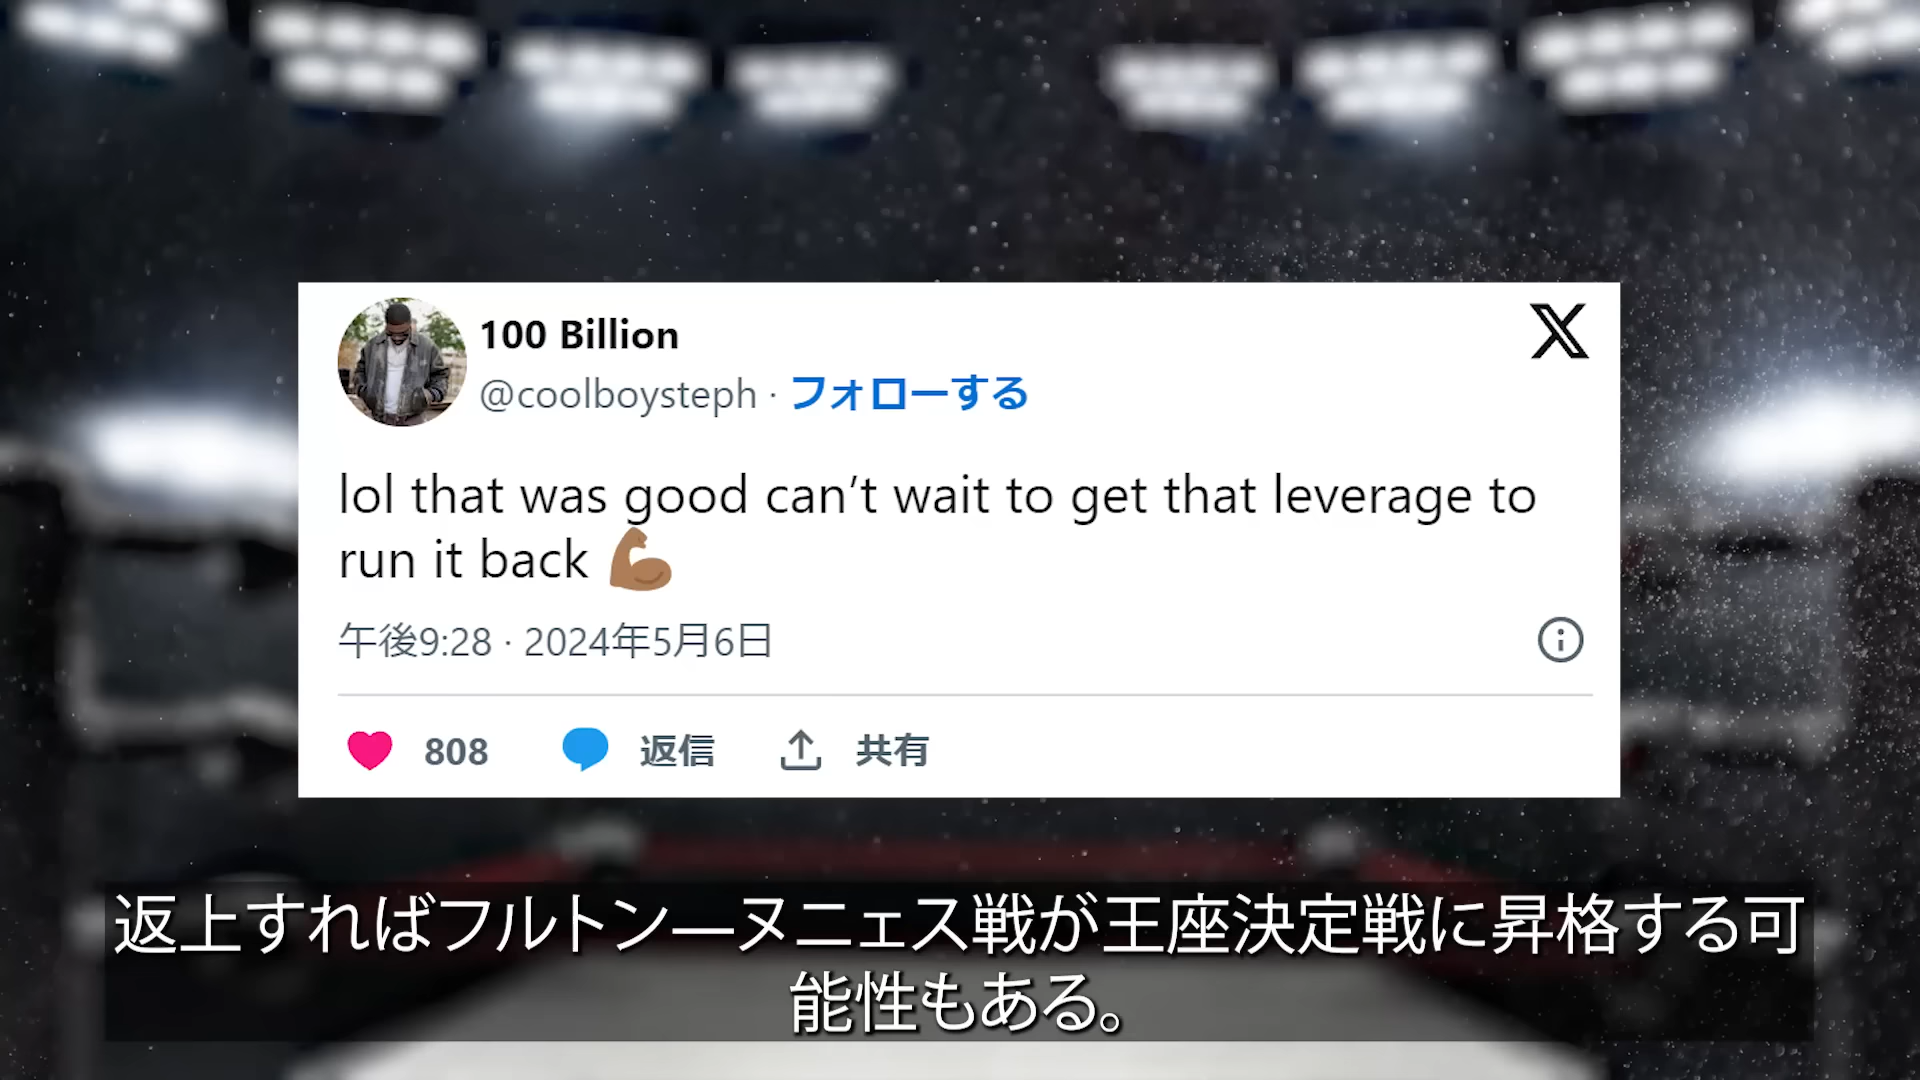 100 Billion
@coolboysteph · フォローする
lol that was good can’t wait to get that leverage to
run it back 💪🏽
午後9:28 · 2024年5月6日
808 返信 共有
返上すればフルトン―ヌニェス戦が王座決定戦に昇格する可
能性もある。